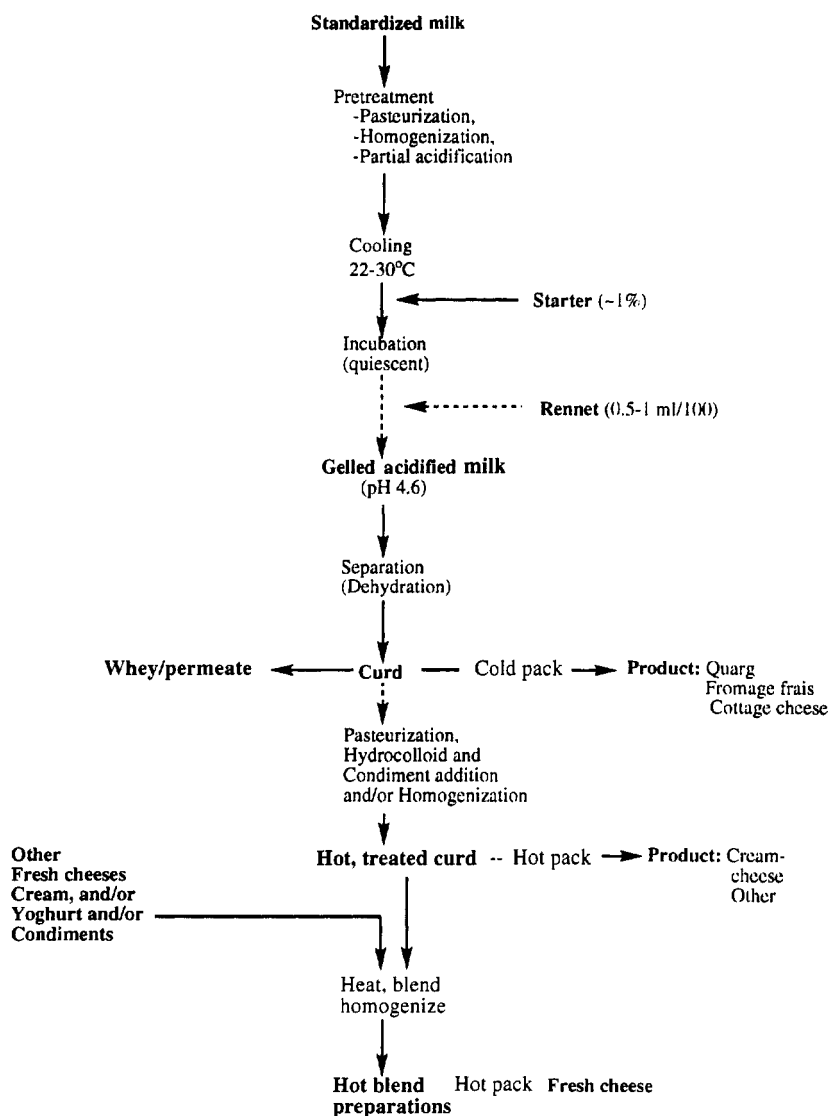 Standardized milk
Pretreatment
-Pasteurization,
-Homogenization,
-Partial acidification
Cooling
22-30°C
Starter (~1%)
Incubation
(quiescent)
Rennet (0.5-1 ml/100)
Gelled acidified milk
(pH 4.6)
Separation
(Dehydration)
Whey/permeate
Curd
Cold pack
Product: Quarg
Fromage frais
Cottage cheese
Pasteurization,
Hydrocolloid and
Condiment addition
and/or Homogenization
Hot, treated curd -- Hot pack
Product: Cream-
cheese
Other
Other
Fresh cheeses
Cream, and/or
Yoghurt and/or
Condiments
Heat, blend
homogenize
Hot blend
preparations
Hot pack
Fresh cheese